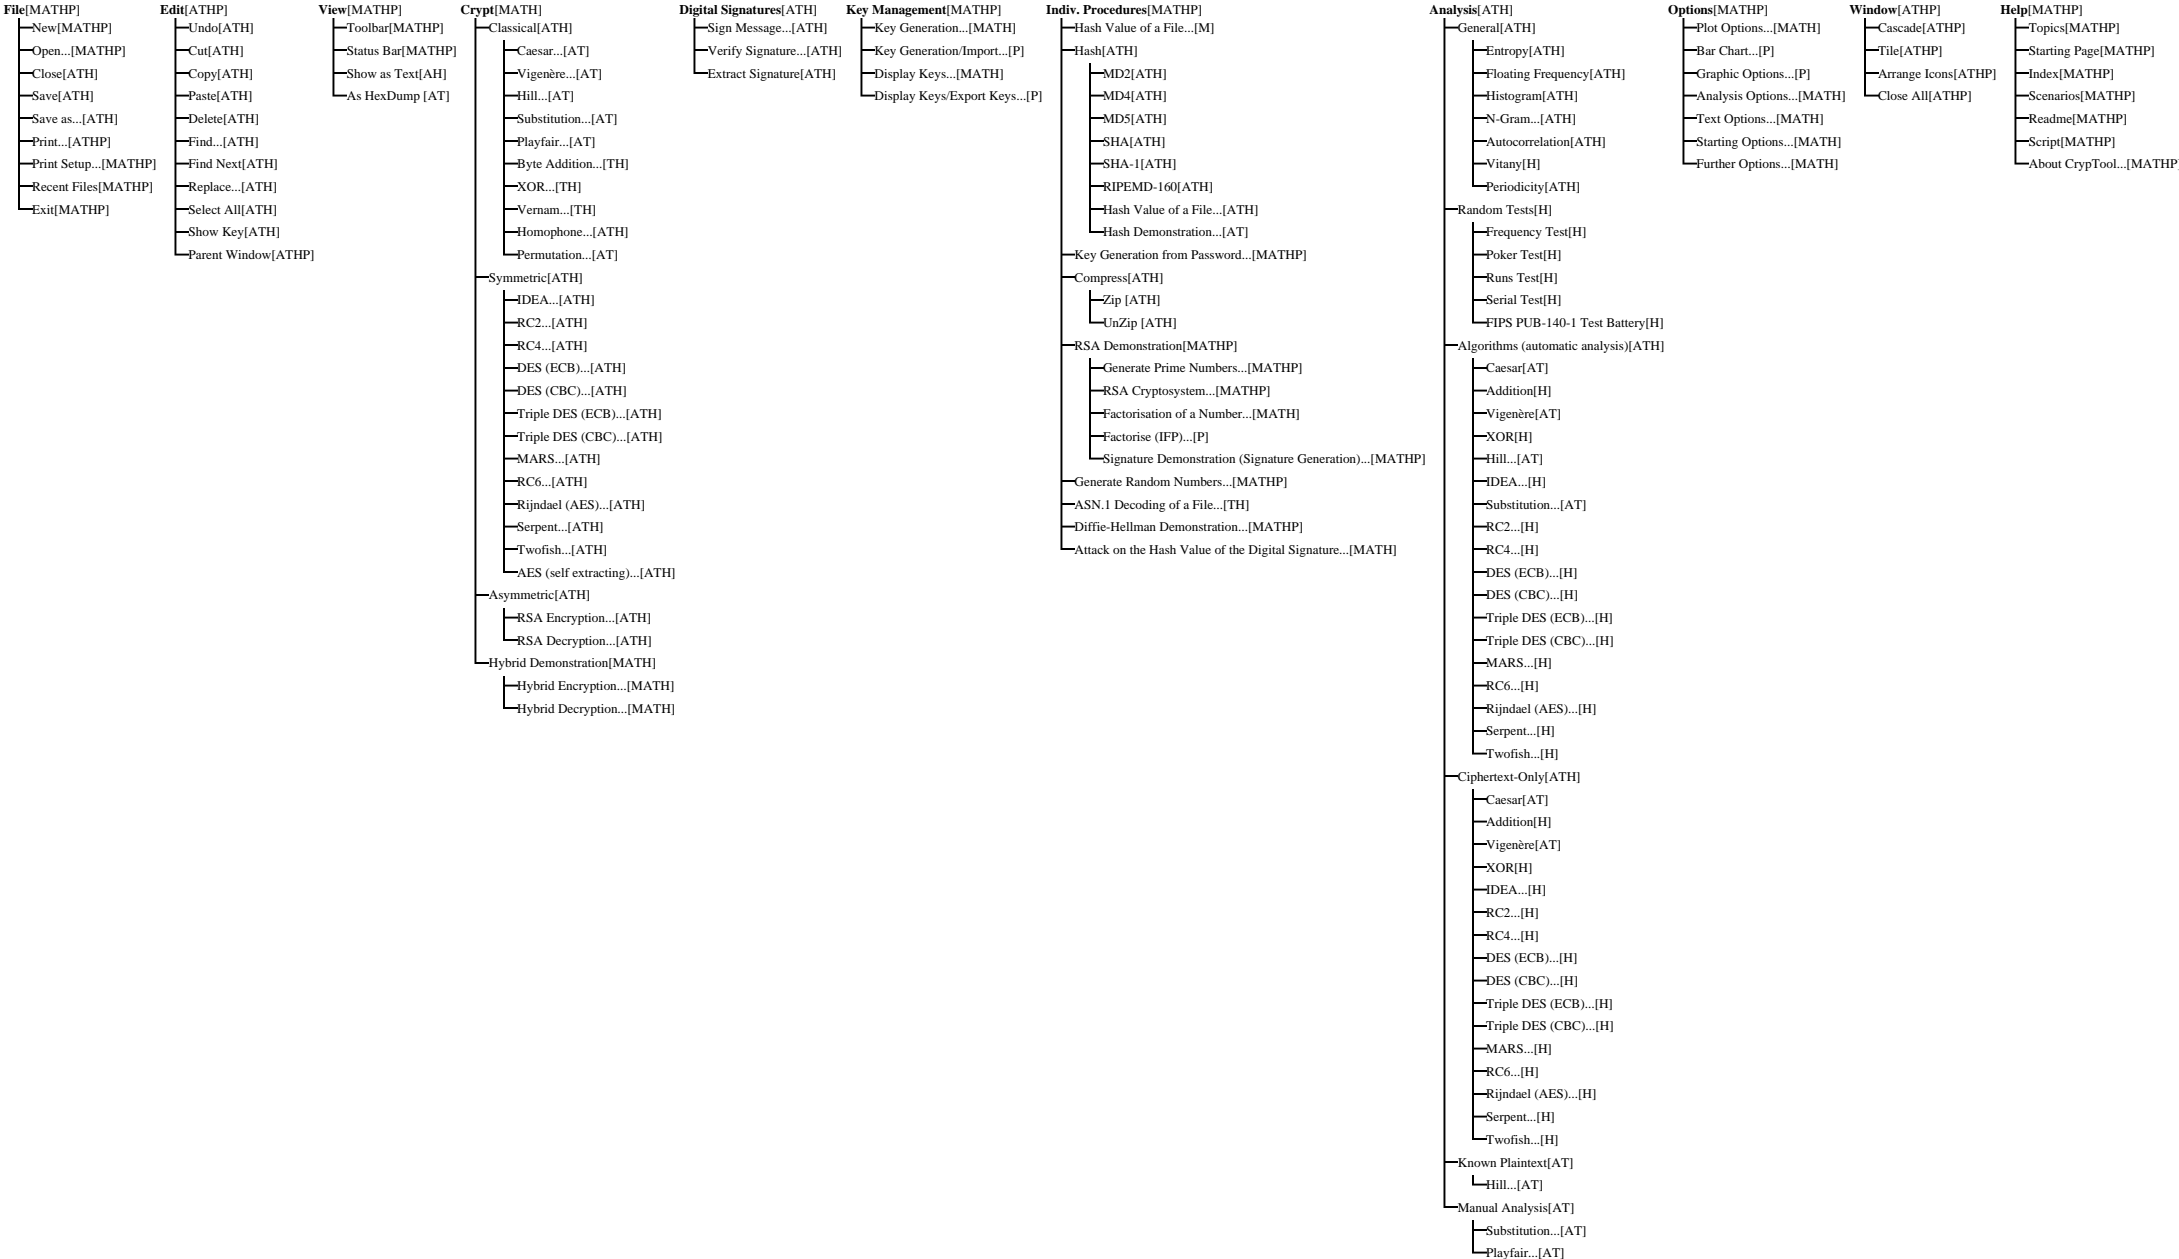 File[MATHP]
New[MATHP]
Open...[MATHP]
Close[ATH]
Save[ATH]
Save as...[ATH]
Print...[ATHP]
Print Setup...[MATHP]
Recent Files[MATHP]
Exit[MATHP]
Edit[ATHP]
Undo[ATH]
Cut[ATH]
Copy[ATH]
Paste[ATH]
Delete[ATH]
Find...[ATH]
Find Next[ATH]
Replace...[ATH]
Select All[ATH]
Show Key[ATH]
Parent Window[ATHP]
View[MATHP]
Toolbar[MATHP]
Status Bar[MATHP]
Show as Text[AH]
As HexDump [AT]
Crypt[MATH]
Classical[ATH]
Caesar...[AT]
Vigenère...[AT]
Hill...[AT]
Substitution...[AT]
Playfair...[AT]
Byte Addition...[TH]
XOR...[TH]
Vernam...[TH]
Homophone...[ATH]
Permutation...[AT]
Symmetric[ATH]
IDEA...[ATH]
RC2...[ATH]
RC4...[ATH]
DES (ECB)...[ATH]
DES (CBC)...[ATH]
Triple DES (ECB)...[ATH]
Triple DES (CBC)...[ATH]
MARS...[ATH]
RC6...[ATH]
Rijndael (AES)...[ATH]
Serpent...[ATH]
Twofish...[ATH]
AES (self extracting)...[ATH]
Asymmetric[ATH]
RSA Encryption...[ATH]
RSA Decryption...[ATH]
Hybrid Demonstration[MATH]
Hybrid Encryption...[MATH]
Hybrid Decryption...[MATH]
Digital Signatures[ATH]
Sign Message...[ATH]
Verify Signature...[ATH]
Extract Signature[ATH]
Key Management[MATHP]
Key Generation...[MATH]
Key Generation/Import...[P]
Display Keys...[MATH]
Display Keys/Export Keys...[P]
Indiv. Procedures[MATHP]
Hash Value of a File...[M]
Hash[ATH]
MD2[ATH]
MD4[ATH]
MD5[ATH]
SHA[ATH]
SHA-1[ATH]
RIPEMD-160[ATH]
Hash Value of a File...[ATH]
Hash Demonstration...[AT]
Key Generation from Password...[MATHP]
Compress[ATH]
Zip [ATH]
UnZip [ATH]
RSA Demonstration[MATHP]
Generate Prime Numbers...[MATHP]
RSA Cryptosystem...[MATHP]
Factorisation of a Number...[MATH]
Factorise (IFP)...[P]
Signature Demonstration (Signature Generation)...[MATHP]
Generate Random Numbers...[MATHP]
ASN.1 Decoding of a File...[TH]
Diffie-Hellman Demonstration...[MATHP]
Attack on the Hash Value of the Digital Signature...[MATH]
Analysis[ATH]
General[ATH]
Entropy[ATH]
Floating Frequency[ATH]
Histogram[ATH]
N-Gram...[ATH]
Autocorrelation[ATH]
Vitany[H]
Periodicity[ATH]
Random Tests[H]
Frequency Test[H]
Poker Test[H]
Runs Test[H]
Serial Test[H]
FIPS PUB-140-1 Test Battery[H]
Algorithms (automatic analysis)[ATH]
Caesar[AT]
Addition[H]
Vigenère[AT]
XOR[H]
Hill...[AT]
IDEA...[H]
Substitution...[AT]
RC2...[H]
RC4...[H]
DES (ECB)...[H]
DES (CBC)...[H]
Triple DES (ECB)...[H]
Triple DES (CBC)...[H]
MARS...[H]
RC6...[H]
Rijndael (AES)...[H]
Serpent...[H]
Twofish...[H]
Ciphertext-Only[ATH]
Caesar[AT]
Addition[H]
Vigenère[AT]
XOR[H]
IDEA...[H]
RC2...[H]
RC4...[H]
DES (ECB)...[H]
DES (CBC)...[H]
Triple DES (ECB)...[H]
Triple DES (CBC)...[H]
MARS...[H]
RC6...[H]
Rijndael (AES)...[H]
Serpent...[H]
Twofish...[H]
Known Plaintext[AT]
Hill...[AT]
Manual Analysis[AT]
Substitution...[AT]
Playfair...[AT]
Options[MATHP]
Plot Options...[MATH]
Bar Chart...[P]
Graphic Options...[P]
Analysis Options...[MATH]
Text Options...[MATH]
Starting Options...[MATH]
Further Options...[MATH]
Window[ATHP]
Cascade[ATHP]
Tile[ATHP]
Arrange Icons[ATHP]
Close All[ATHP]
Help[MATHP]
Topics[MATHP]
Starting Page[MATHP]
Index[MATHP]
Scenarios[MATHP]
Readme[MATHP]
Script[MATHP]
About CrypTool...[MATHP]